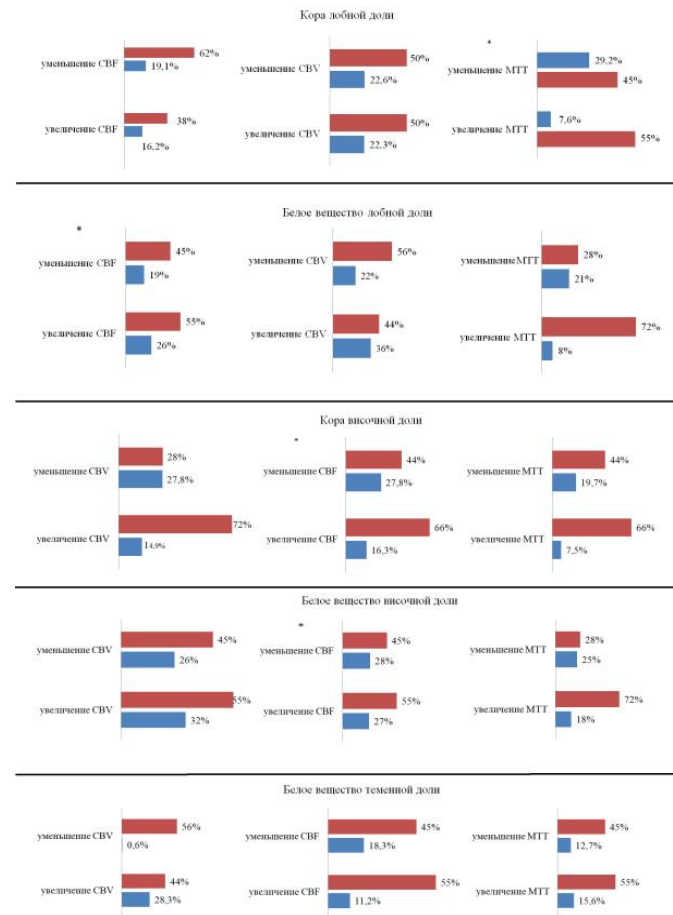 Кора лобной доли
*
уменьшение CBF 62% 19,1%
увеличение CBF 38% 16,2%
уменьшение CBV 50% 22,6%
увеличение CBV 50% 22,3%
уменьшение MTT 29,2% 45%
увеличение MTT 7,6% 55%
Белое вещество лобной доли
*
уменьшение CBF 45% 19%
увеличение CBF 55% 26%
уменьшение CBV 56% 22%
увеличение CBV 44% 36%
уменьшение MTT 28% 21%
увеличение MTT 72% 8%
Кора височной доли
*
уменьшение CBV 28% 27,8%
увеличение CBV 72% 14,9%
уменьшение CBF 44% 27,8%
увеличение CBF 66% 16,3%
уменьшение MTT 44% 19,7%
увеличение MTT 66% 7,5%
Белое вещество височной доли
*
уменьшение CBV 45% 26%
увеличение CBV 55% 32%
уменьшение CBF 45% 28%
увеличение CBF 55% 27%
уменьшение MTT 28% 25%
увеличение MTT 72% 18%
Белое вещество теменной доли
уменьшение CBV 56% 0,6%
увеличение CBV 44% 28,3%
уменьшение CBF 45% 18,3%
увеличение CBF 55% 11,2%
уменьшение MTT 45% 12,7%
увеличение MTT 55% 15,6%